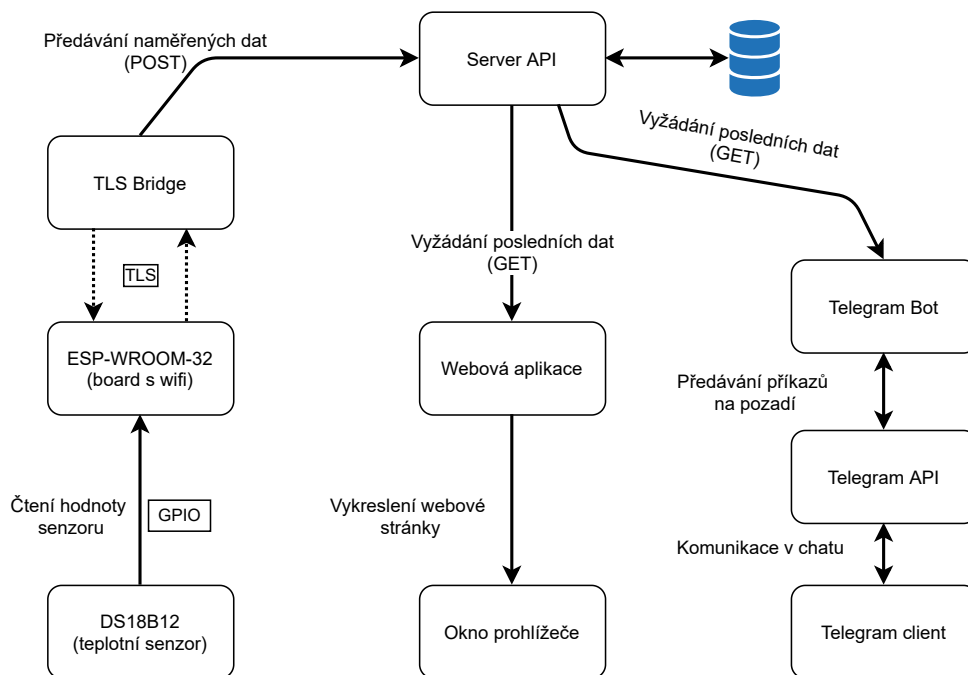 Předávání naměřených dat
(POST)
Server API
Vyžádání posledních dat
(GET)
TLS Bridge
Vyžádání posledních dat
(GET)
TLS
Telegram Bot
ESP-WROOM-32
(board s wifi)
Webová aplikace
Předávání příkazů
na pozadí
Telegram API
Čtení hodnoty
senzoru
GPIO
Vykreslení webové
stránky
Komunikace v chatu
DS18B12
(teplotní senzor)
Okno prohlížeče
Telegram client